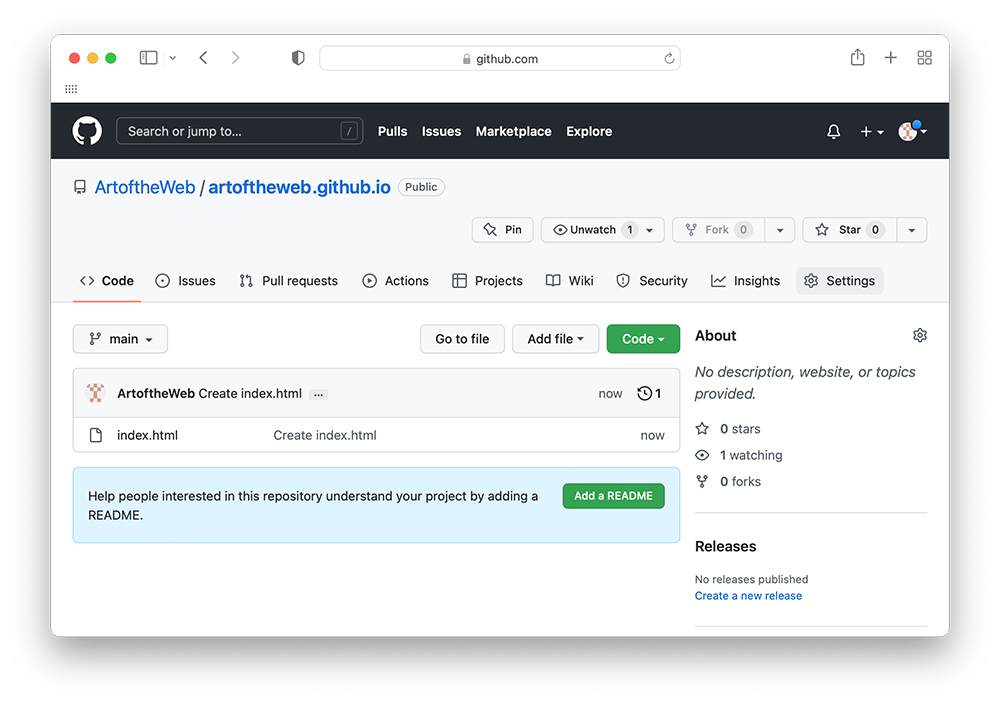 github.com
Search or jump to... /
Pulls Issues Marketplace Explore
ArtoftheWeb / artoftheweb.github.io Public
Pin Unwatch 1 Fork 0 Star 0
Code Issues Pull requests Actions Projects Wiki Security Insights Settings
main Go to file Add file Code
ArtoftheWeb Create index.html ... now 1
index.html Create index.html now
Help people interested in this repository understand your project by adding a
README.
Add a README
About
No description, website, or topics
provided.
0 stars
1 watching
0 forks
Releases
No releases published
Create a new release